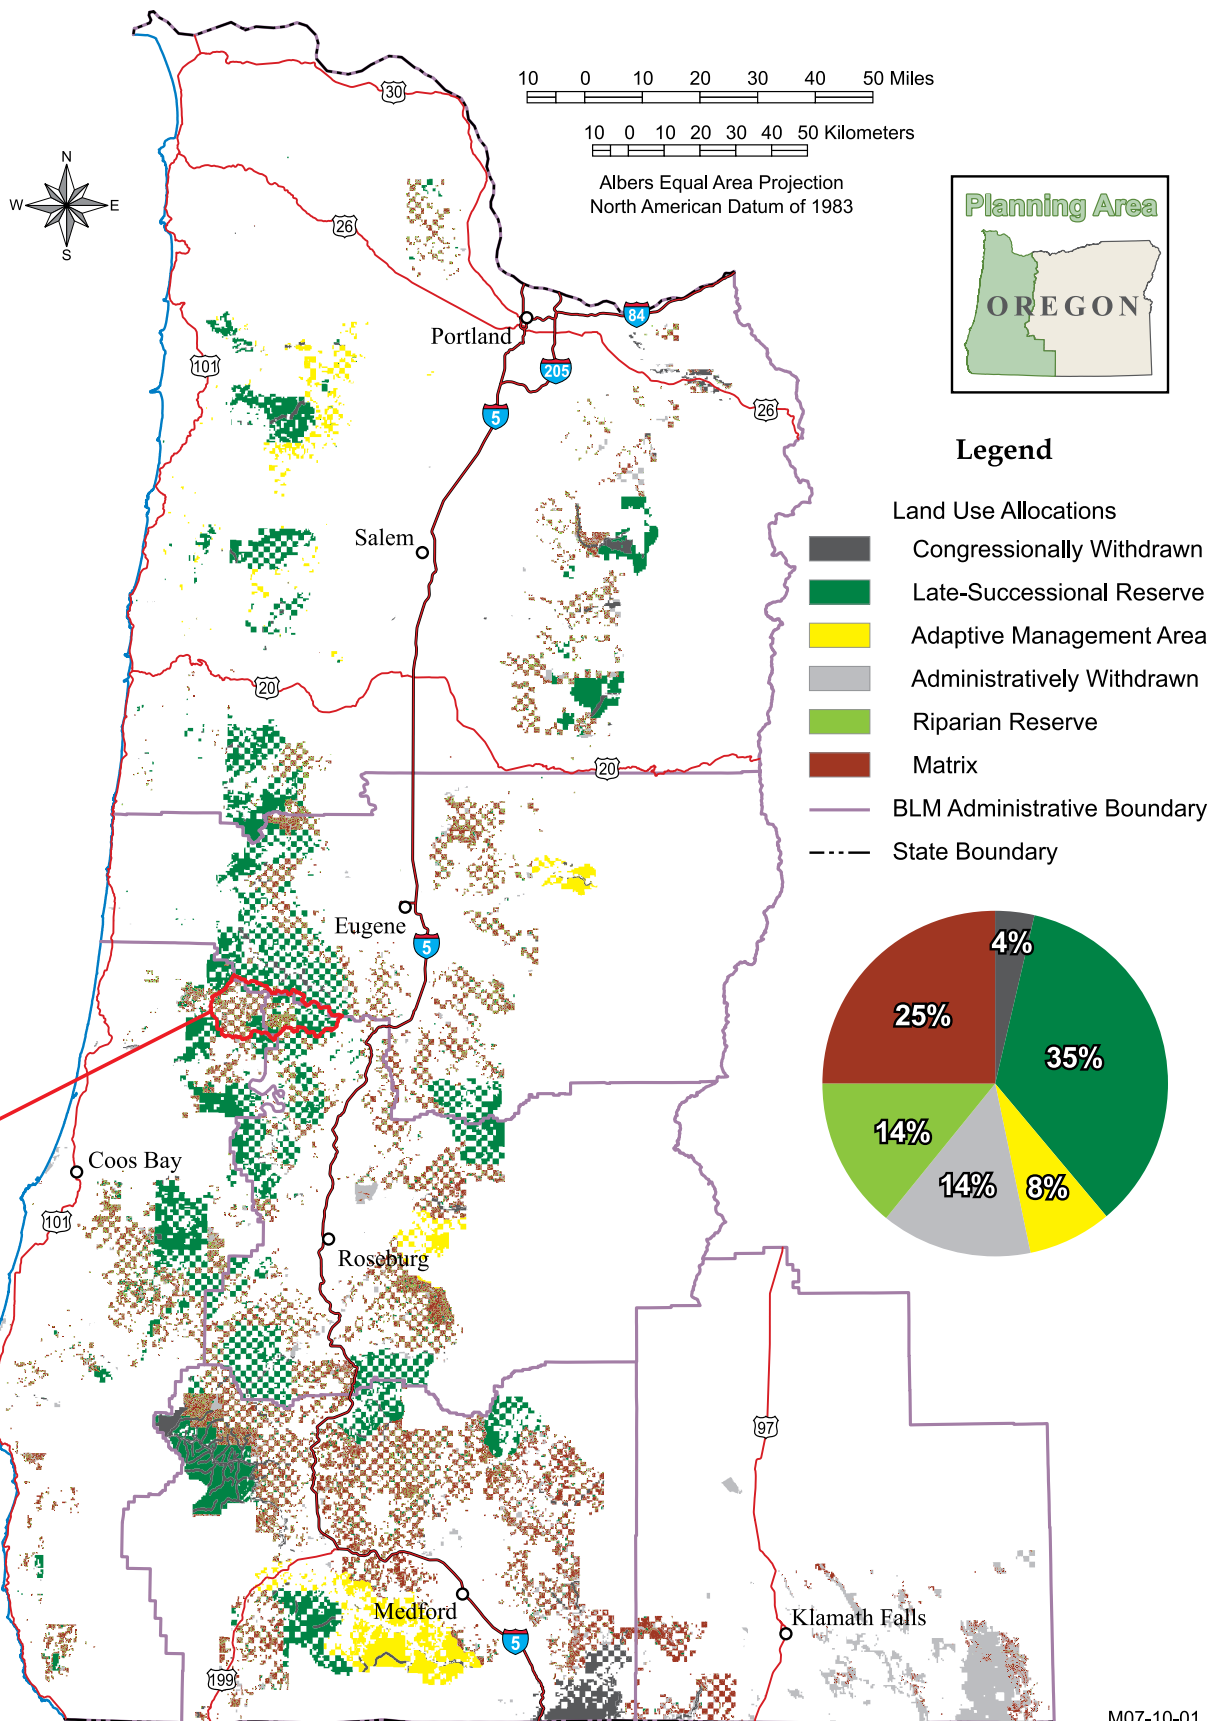 10 0 10 20 30 40 50 Miles
10 0 10 20 30 40 50 Kilometers
Albers Equal Area Projection
North American Datum of 1983
N
W E
S
Planning Area
OREGON
30
26
84
Portland
101
205
5
26
Legend
Land Use Allocations
Congressionally Withdrawn
Late-Successional Reserve
Adaptive Management Area
Administratively Withdrawn
Riparian Reserve
Matrix
BLM Administrative Boundary
State Boundary
Salem
20
20
Eugene
5
4%
25%
35%
14%
14%
8%
Coos Bay
101
Roseburg
97
Medford
Klamath Falls
5
199
M07-10-01